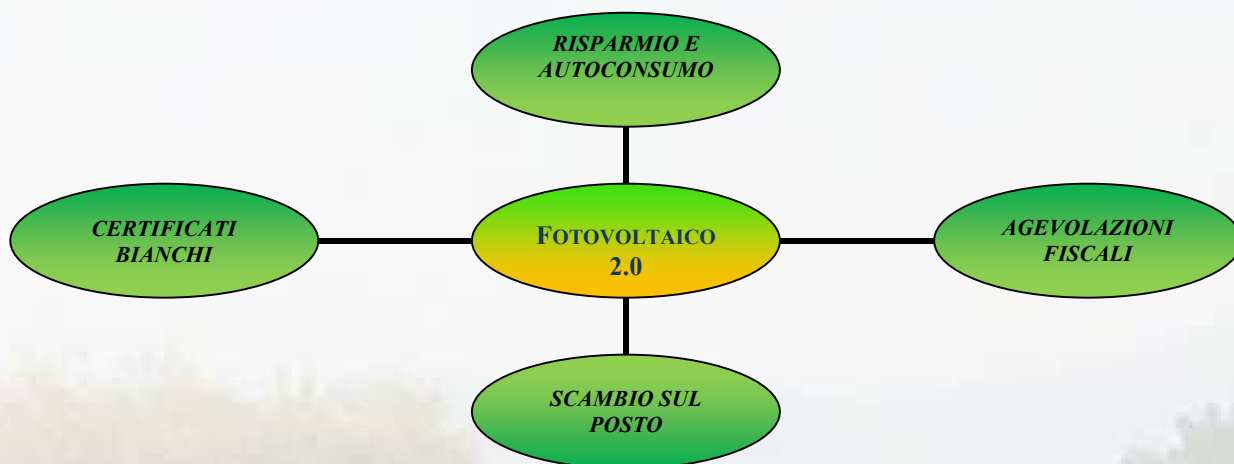 RISPARMIO E
AUTOCONSUMO
CERTIFICATI
BIANCHI
FOTOVOLTAICO
2.0
AGEVOLAZIONI
FISCALI
SCAMBIO SUL
POSTO